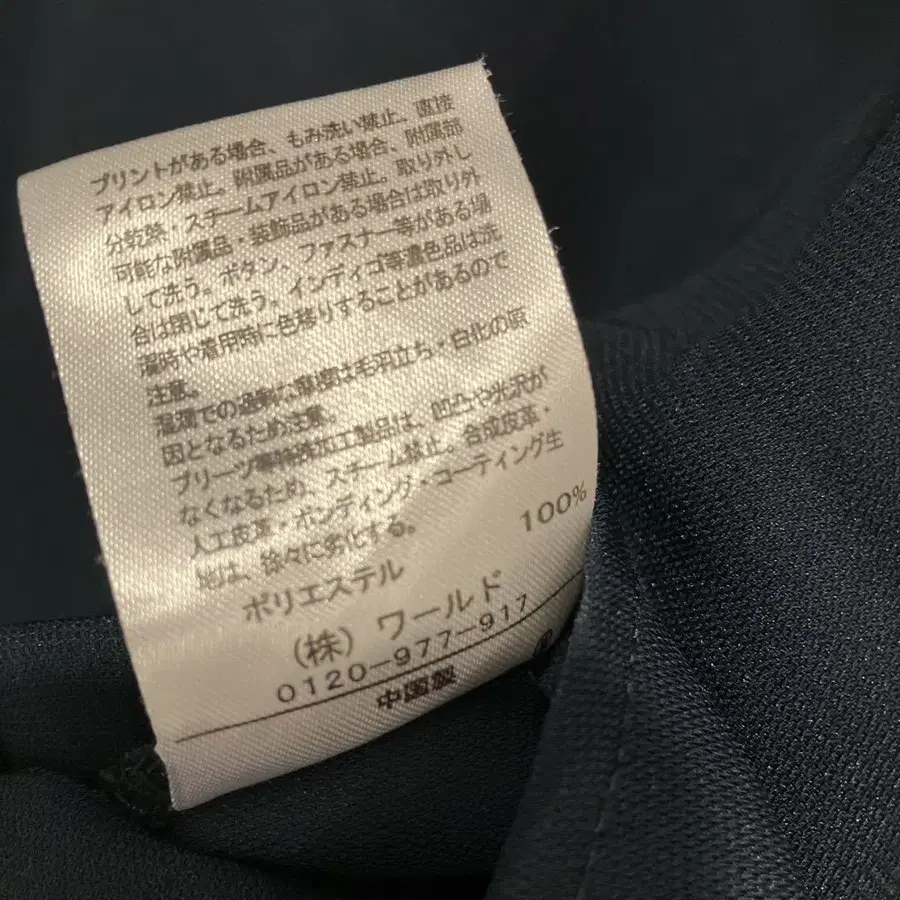 プリントがある場合、もみ洗い禁止。直接
アイロン禁止。附属品がある場合、附属部
分乾燥・スチームアイロン禁止。取り外し
可能な附属品・装飾品がある場合は取り外
して洗う。ボタン、ファスナー等がある場
合は閉じて洗う。インディゴ等濃色品は洗
濯時や着用時に色移りすることがあるので
注意。
での過剰な は毛羽立ち・白化の原
因となるため注意。
プリーツ等特殊加工製品は、凹凸や光沢が
なくなるため、スチーム禁止。合成皮革・
人工皮革・ボンディング・コーティング生
地は、徐々に劣化する。
ポリエステル 100%
(株) ワールド
0120-977-917
中国製